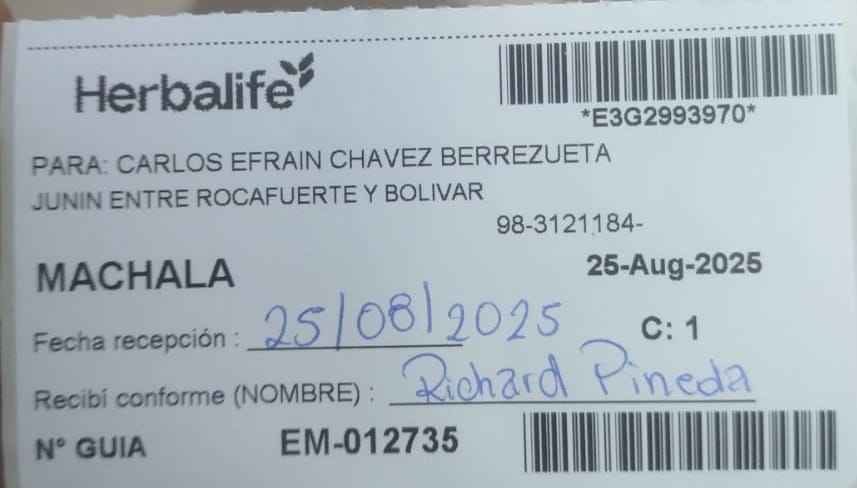 Herbalife
*E3G2993970*
PARA: CARLOS EFRAIN CHAVEZ BERREZUETA
JUNIN ENTRE ROCAFUERTE Y BOLIVAR
98-3121184-
MACHALA
25-Aug-2025
Fecha recepción : 25/08/2025
C: 1
Recibí conforme (NOMBRE) : Richard Pineda
N° GUIA EM-012735